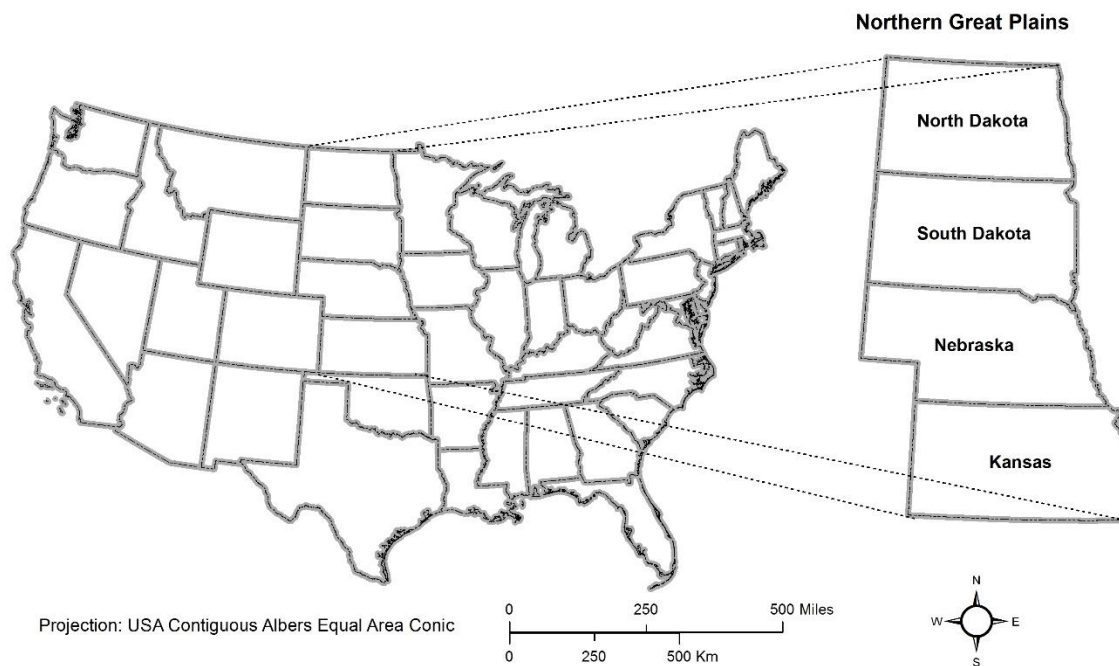 Northern Great Plains
North Dakota
South Dakota
Nebraska
Kansas
Projection: USA Contiguous Albers Equal Area Conic
0 250 500 Miles
0 250 500 Km
N
W E
S